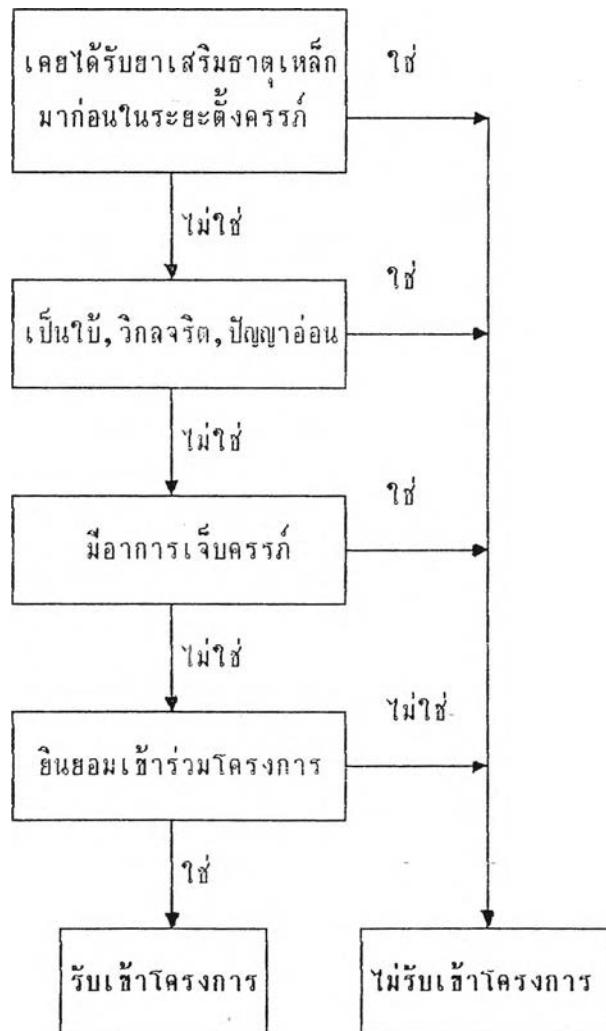 เคยได้รับยาเสริมธาตุเหล็ก
มาก่อนในระยะตั้งครรภ์
ใช่
ไม่ใช่
เป็นใบ้,วิกลจริต,ปัญญาอ่อน
ใช่
ไม่ใช่
มีอาการเจ็บครรภ์
ใช่
ไม่ใช่
ยินยอมเข้าร่วมโครงการ
ไม่ใช่
ใช่
รับเข้าโครงการ
ไม่รับเข้าโครงการ